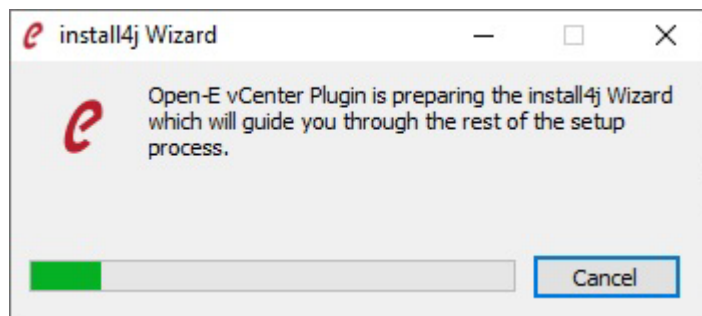 install4j Wizard
Open-E vCenter Plugin is preparing the install4j Wizard
which will guide you through the rest of the setup
process.
Cancel